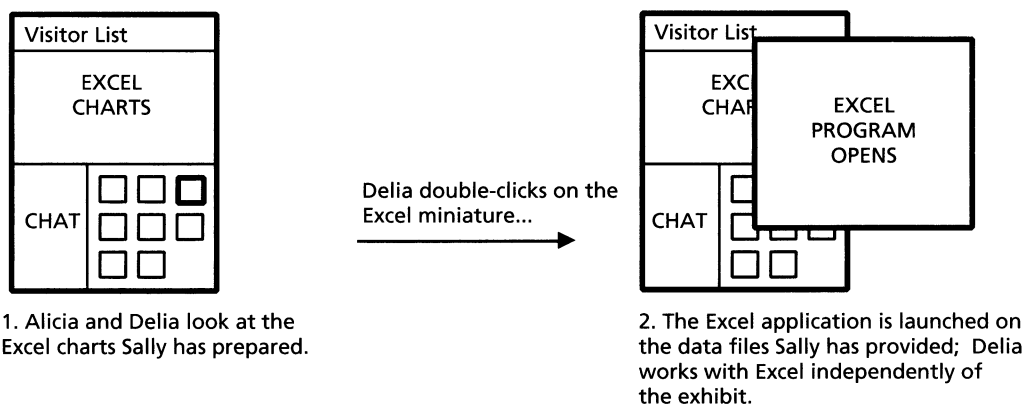 Visitor List
EXCEL
CHARTS
CHAT
1. Alicia and Delia look at the
Excel charts Sally has prepared.
Delia double-clicks on the
Excel miniature...
Visitor List
EXC
CHA
CHAT
EXCEL
PROGRAM
OPENS
2. The Excel application is launched on
the data files Sally has provided; Delia
works with Excel independently of
the exhibit.